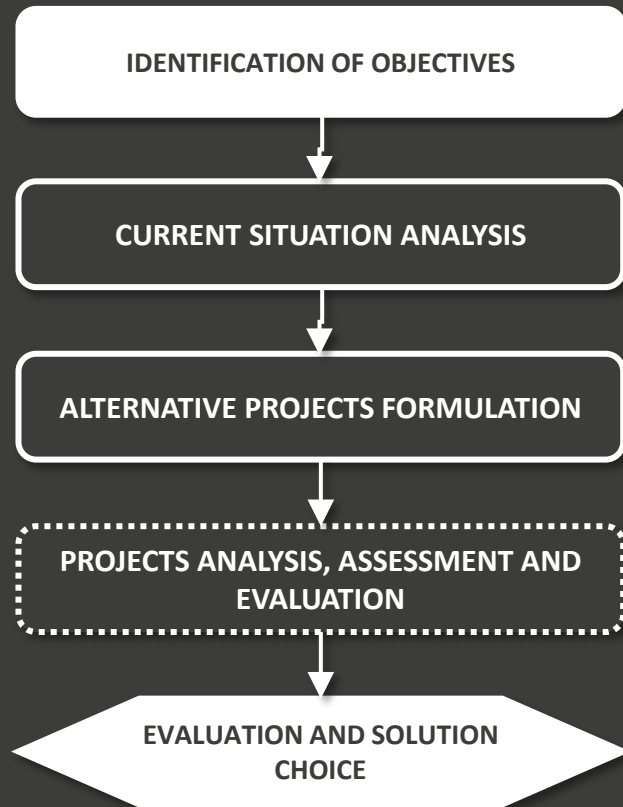 IDENTIFICATION OF OBJECTIVES
CURRENT SITUATION ANALYSIS
ALTERNATIVE PROJECTS FORMULATION
PROJECTS ANALYSIS, ASSESSMENT AND
EVALUATION
EVALUATION AND SOLUTION
CHOICE